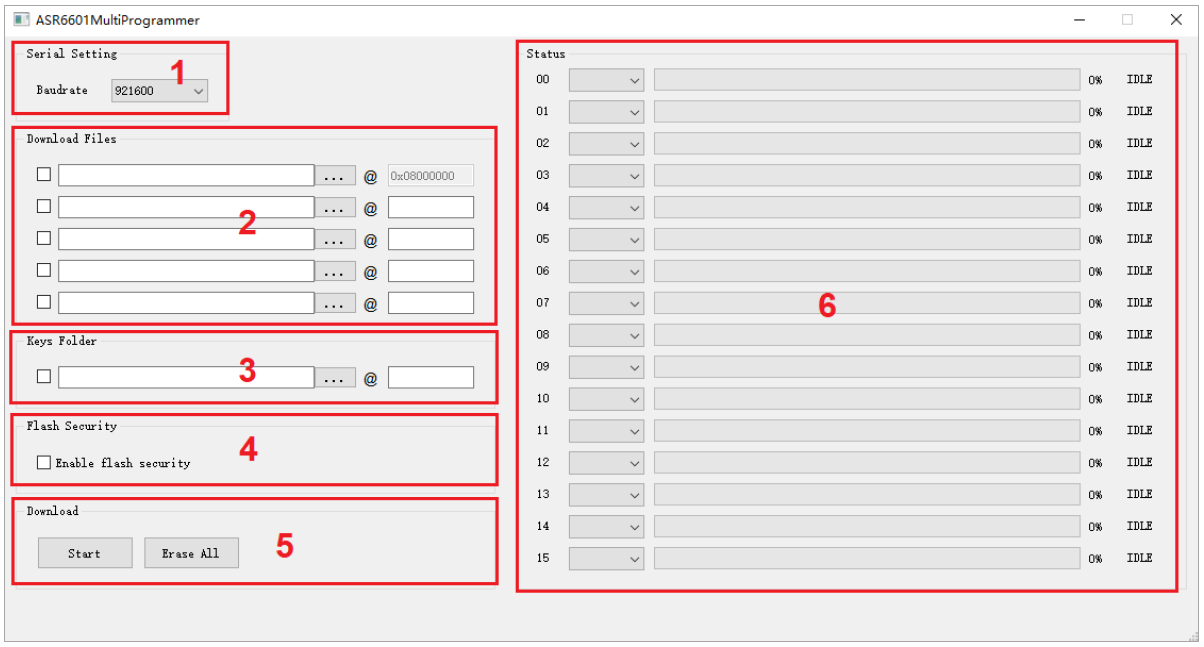 ASR6601MultiProgrammer
Serial Setting
1
Baudrate 921600
Download Files
... @ 0x08000000
... @
2
... @
... @
... @
Keys Folder
3
... @
Flash Security
4
Enable flash security
Download
5
Start Erase All
Status
00 0% IDLE
01 0% IDLE
02 0% IDLE
03 0% IDLE
04 0% IDLE
05 0% IDLE
06 0% IDLE
07 0% IDLE
6
08 0% IDLE
09 0% IDLE
10 0% IDLE
11 0% IDLE
12 0% IDLE
13 0% IDLE
14 0% IDLE
15 0% IDLE